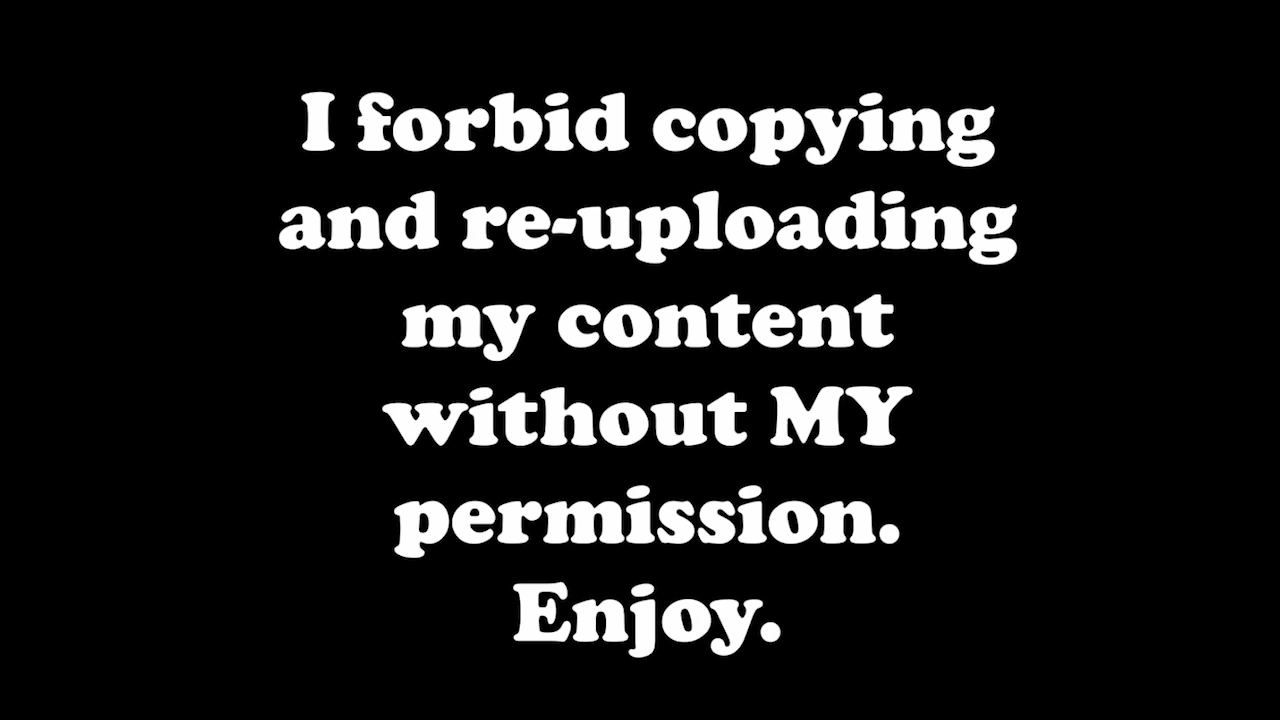 I forbid copying
and re-uploading
my content
without MY
permission.
Enjoy.